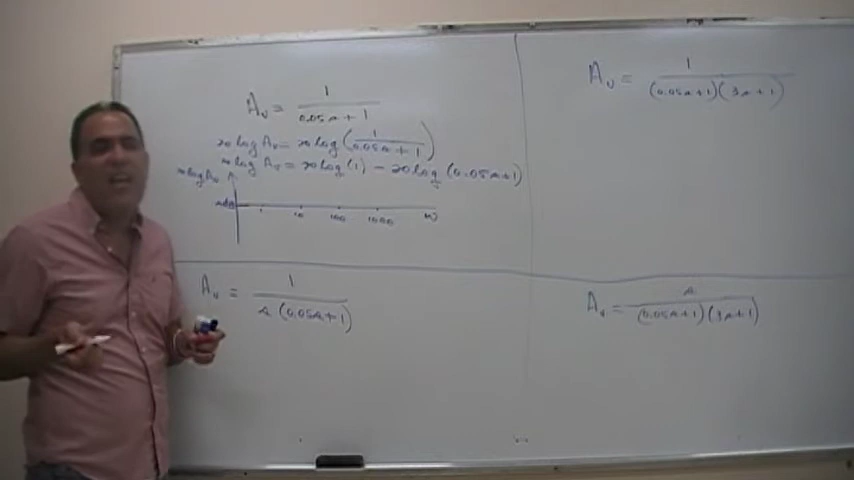 Av = 1 / (0.05s + 1)
20 log Av = 20 log (1 / (0.05s + 1))
20 log Av = 20 log (1) - 20 log (0.05s+1)
20 log Av
0dB
1 10 100 1000 ω
Av = 1 / (s (0.05s+1))
Av = 1 / ((0.05s+1)(3s+1))
Av = s / ((0.05s+1)(3s+1))